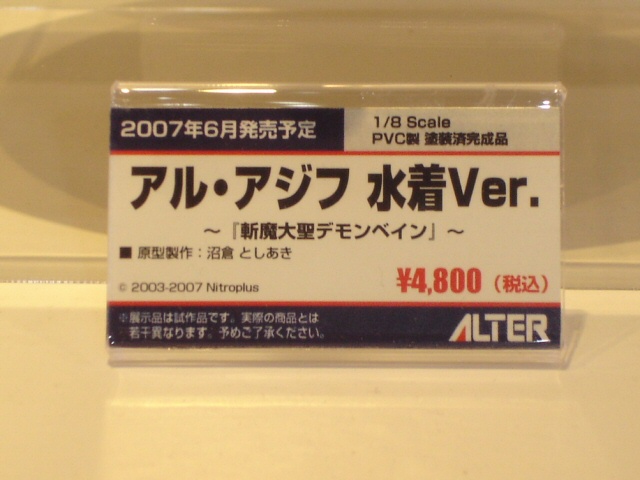 2007年6月発売予定
1/8 Scale
PVC製 塗装済完成品
アル・アジフ 水着Ver.
～『斬魔大聖デモンベイン』～
■ 原型製作：沼倉 としあき
¥4,800（税込）
© 2003-2007 Nitroplus
※展示品は試作品です。実際の商品とは
若干異なります。予めご了承ください。
ALTER